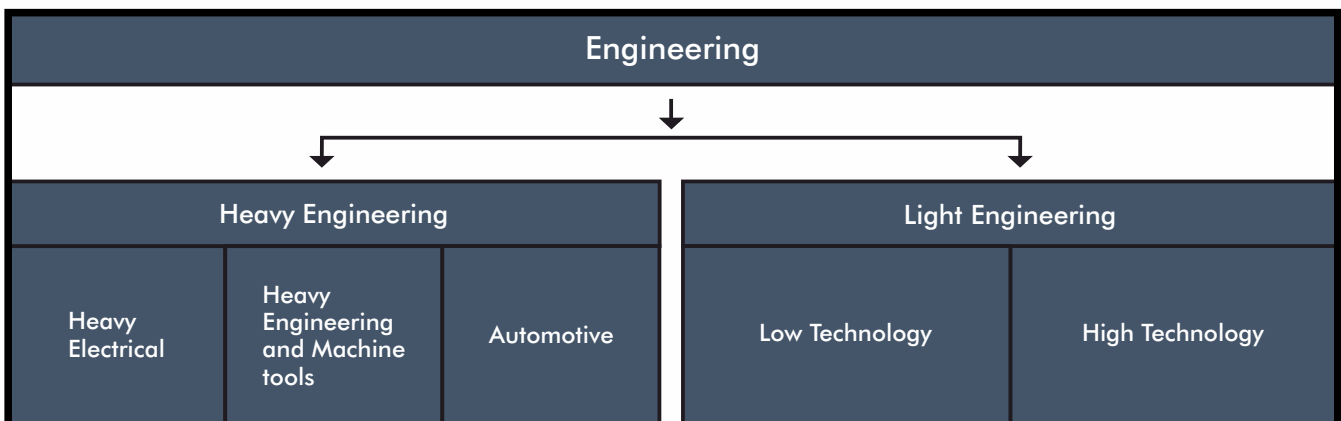 Engineering
Heavy Engineering
Light Engineering
Heavy
Electrical
Heavy
Engineering
and Machine
tools
Automotive
Low Technology
High Technology